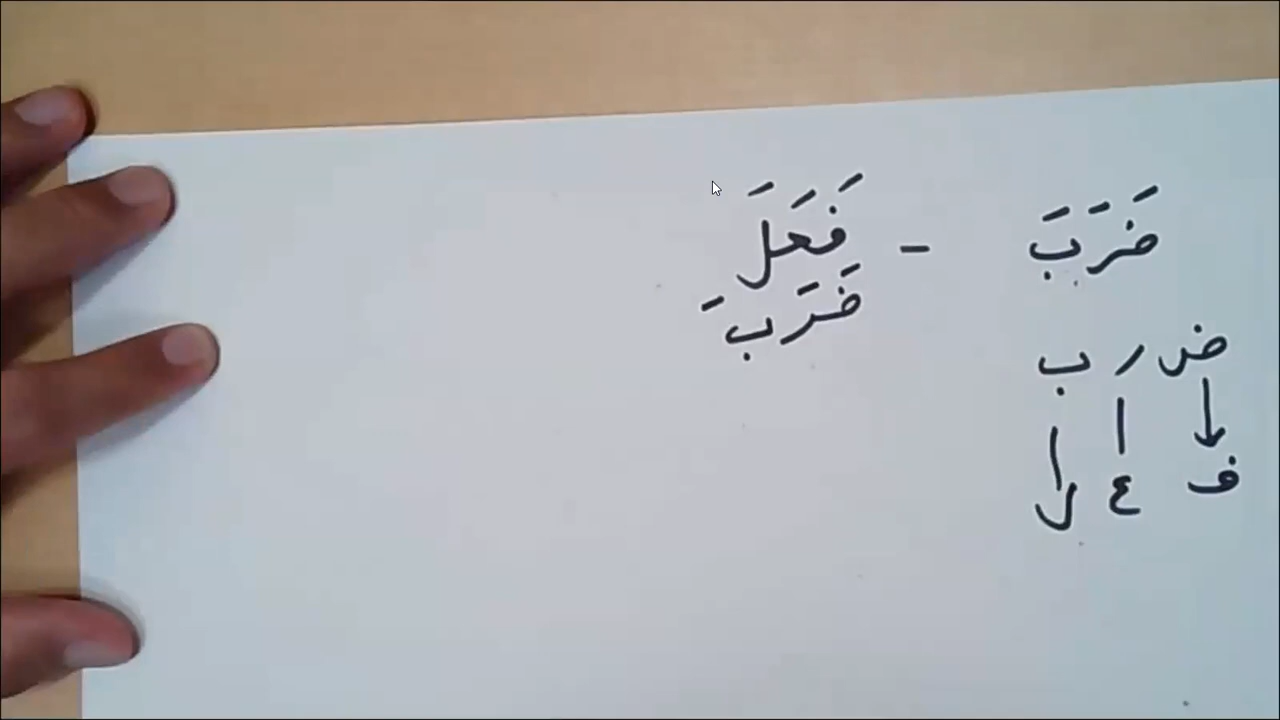 ضَرَبَ - فَعَلَ
ضَرَبَ
ض ر ب
ف ع ل